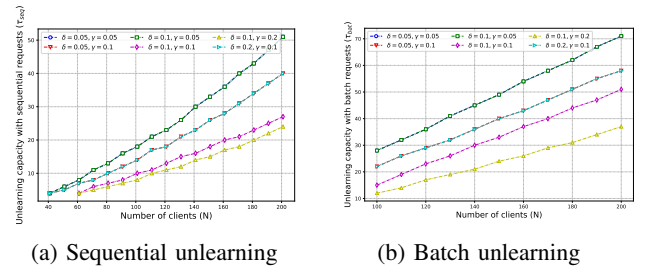 Unlearning capacity with sequential requests (τseq)
δ = 0.05, γ = 0.05 δ = 0.1, γ = 0.05 δ = 0.1, γ = 0.2
δ = 0.05, γ = 0.1 δ = 0.1, γ = 0.1 δ = 0.2, γ = 0.1
50
40
30
20
10
40 60 80 100 120 140 160 180 200
Number of clients (N)
(a) Sequential unlearning
Unlearning capacity with batch requests (τbat)
δ = 0.05, γ = 0.05 δ = 0.1, γ = 0.05 δ = 0.1, γ = 0.2
δ = 0.05, γ = 0.1 δ = 0.1, γ = 0.1 δ = 0.2, γ = 0.1
70
60
50
40
30
20
10
100 120 140 160 180 200
Number of clients (N)
(b) Batch unlearning